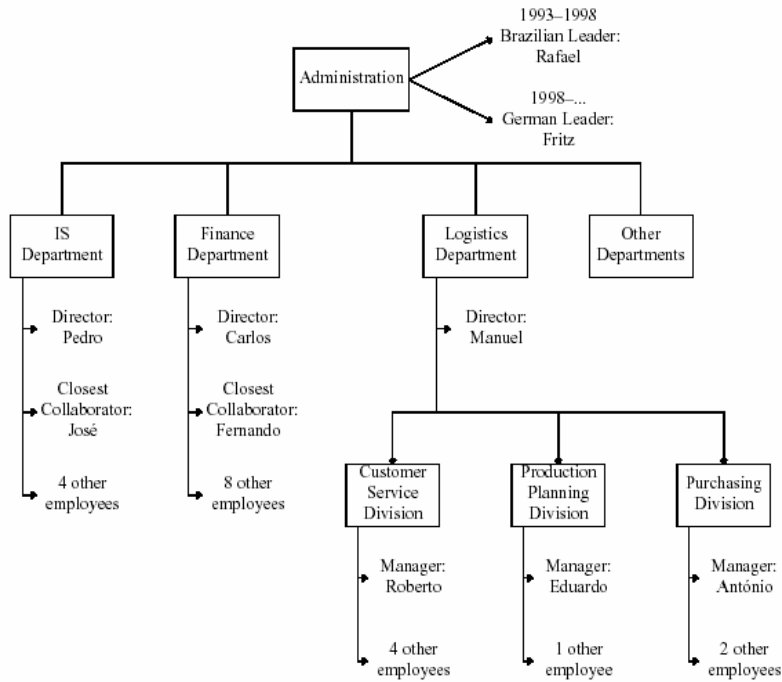 1993–1998
Brazilian Leader:
Rafael
Administration
1998–...
German Leader:
Fritz
IS
Department
Finance
Department
Logistics
Department
Other
Departments
Director:
Pedro
Director:
Carlos
Director:
Manuel
Closest
Collaborator:
José
Closest
Collaborator:
Fernando
4 other
employees
8 other
employees
Customer
Service
Division
Production
Planning
Division
Purchasing
Division
Manager:
Roberto
Manager:
Eduardo
Manager:
António
4 other
employees
1 other
employee
2 other
employees